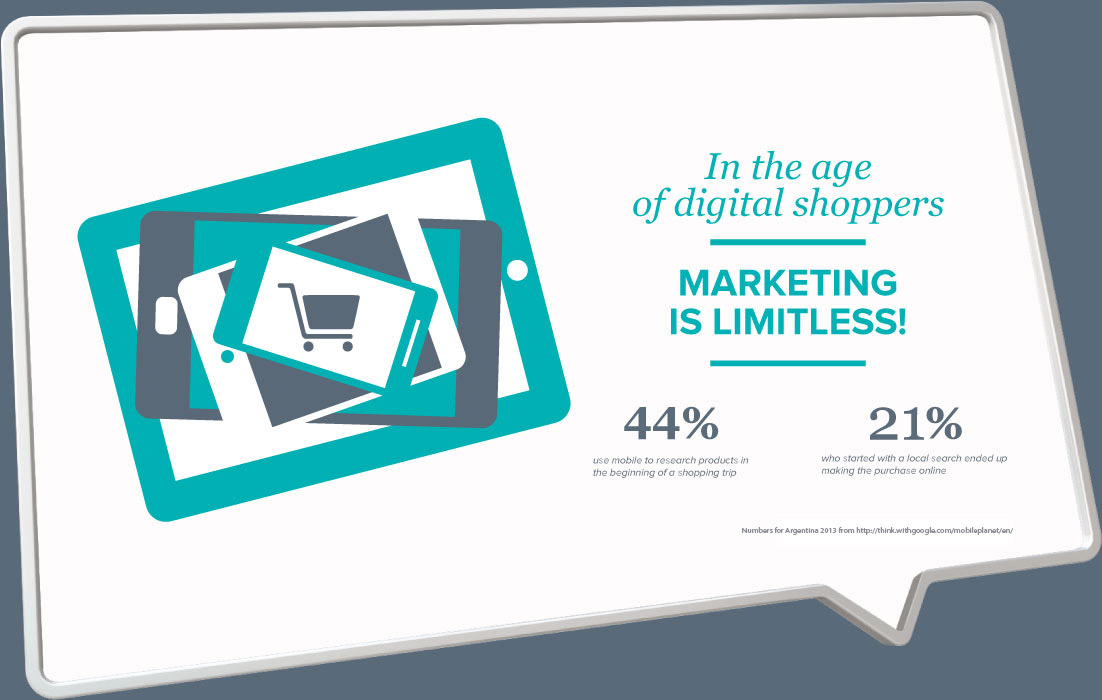 In the age
of digital shoppers
MARKETING
IS LIMITLESS!
44%
use mobile to research products in
the beginning of a shopping trip
21%
who started with a local search ended up
making the purchase online
Numbers for Argentina 2013 from http://think.withgoogle.com/mobileplanet/en/